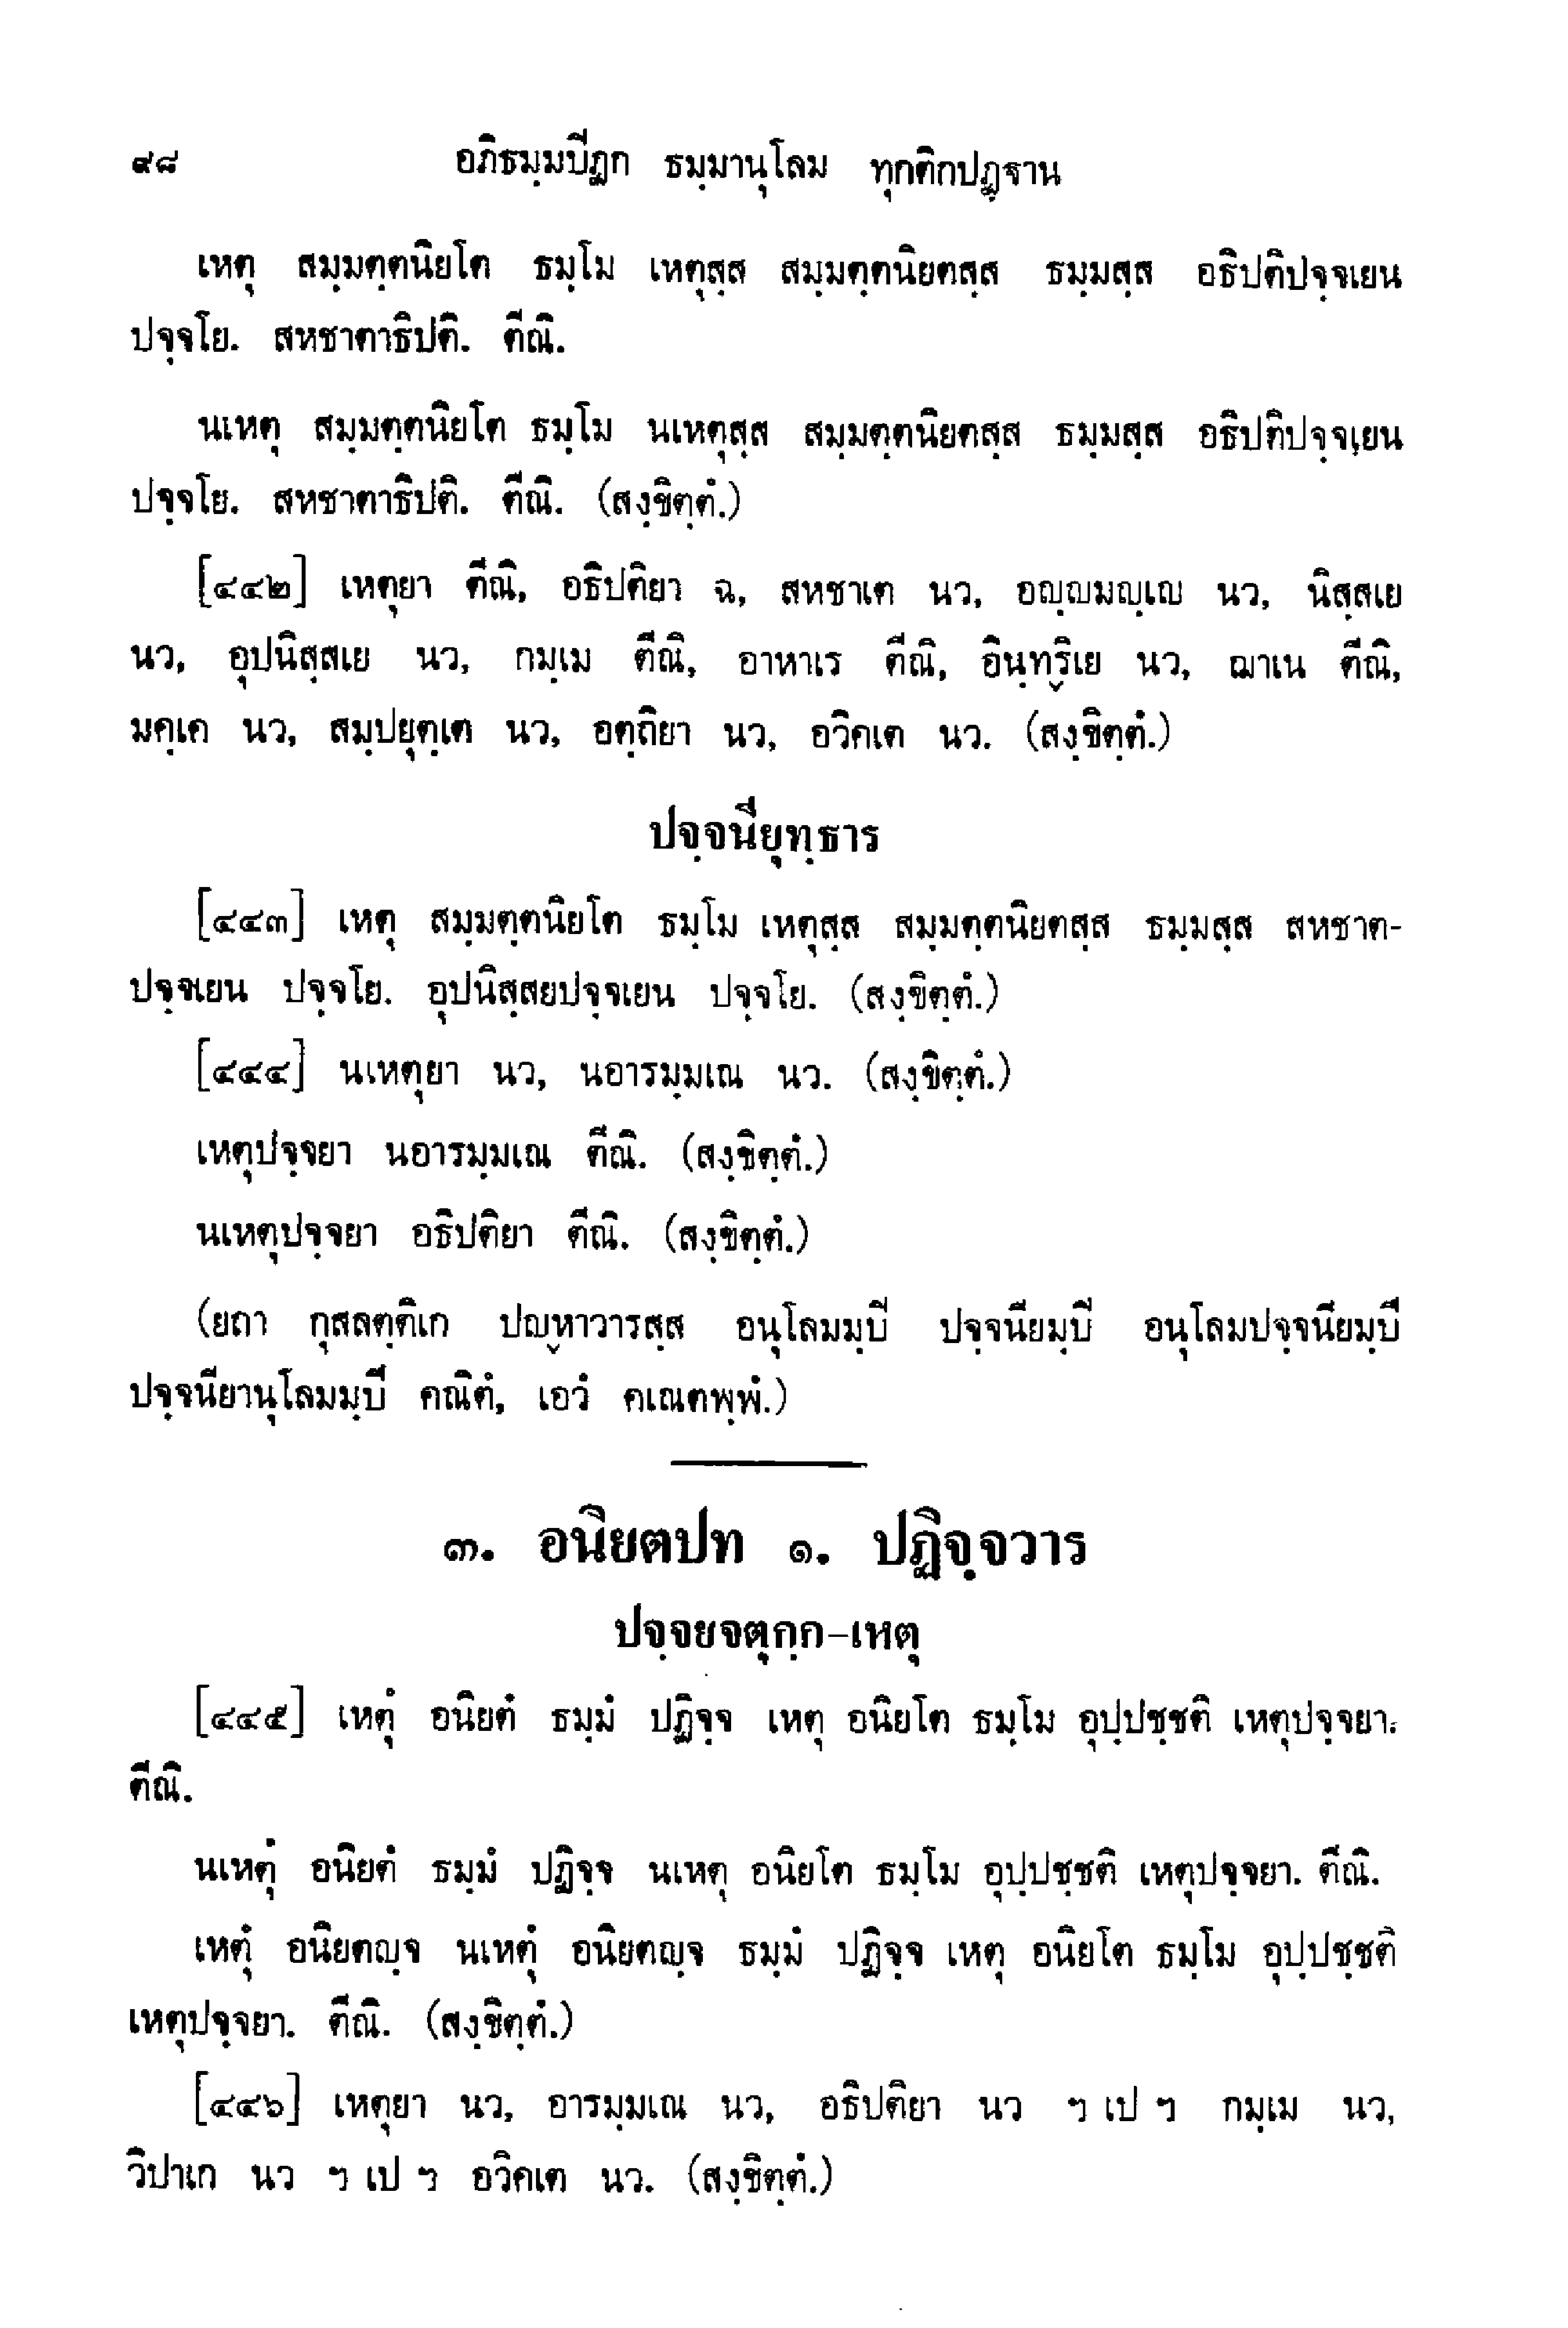 ๙๘ อภิธมฺมปิฏก ธมฺมานุโลม ทุกติกปฏฺฐาน
เหตุ สมฺมตฺตนิยโต ธมฺโม เหตุสฺส สมฺมตฺตนิยตสฺส ธมฺมสฺส อธิปติปจฺจเยน
ปจฺจโย. สหชาตาธิปติ. ตีณิ.
นเหตุ สมฺมตฺตนิยโต ธมฺโม นเหตุสฺส สมฺมตฺตนิยตสฺส ธมฺมสฺส อธิปติปจฺจเยน
ปจฺจโย. สหชาตาธิปติ. ตีณิ. (สงฺขิตฺตํ.)
[๔๔๒] เหตุยา ตีณิ, อธิปติยา ฉ, สหชาเต นว, อญฺญมญฺเญ นว, นิสฺสเย
นว, อุปนิสฺสเย นว, กมฺเม ตีณิ, อาหาเร ตีณิ, อินฺทฺริเย นว, ฌาเน ตีณิ,
มคฺเค นว, สมฺปยุตฺเต นว, อตฺถิยา นว, อวิคเต นว. (สงฺขิตฺตํ.)
ปจฺจนียุทฺธาร
[๔๔๓] เหตุ สมฺมตฺตนิยโต ธมฺโม เหตุสฺส สมฺมตฺตนิยตสฺส ธมฺมสฺส สหชาต-
ปจฺจเยน ปจฺจโย. อุปนิสฺสยปจฺจเยน ปจฺจโย. (สงฺขิตฺตํ.)
[๔๔๔] นเหตุยา นว, นอารมฺมเณ นว. (สงฺขิตฺตํ.)
เหตุปจฺจยา นอารมฺมเณ ตีณิ. (สงฺขิตฺตํ.)
นเหตุปจฺจยา อธิปติยา ตีณิ. (สงฺขิตฺตํ.)
(ยถา กุสลตฺติเก ปญฺหาวารสฺส อนุโลมมฺปิ ปจฺจนียมฺปิ อนุโลมปจฺจนียมฺปิ
ปจฺจนียานุโลมมฺปิ คณิตํ, เอวํ คเณตพฺพํ.)
๓. อนิยตปท ๑. ปฏิจฺจวาร
ปจฺจยจตุกฺก-เหตุ
[๔๔๕] เหตุํ อนิยตํ ธมฺมํ ปฏิจฺจ เหตุ อนิยโต ธมฺโม อุปฺปชฺชติ เหตุปจฺจยา.
ตีณิ.
นเหตุํ อนิยตํ ธมฺมํ ปฏิจฺจ นเหตุ อนิยโต ธมฺโม อุปฺปชฺชติ เหตุปจฺจยา. ตีณิ.
เหตุํ อนิยตญฺจ นเหตุํ อนิยตญฺจ ธมฺมํ ปฏิจฺจ เหตุ อนิยโต ธมฺโม อุปฺปชฺชติ
เหตุปจฺจยา. ตีณิ. (สงฺขิตฺตํ.)
[๔๔๖] เหตุยา นว, อารมฺมเณ นว, อธิปติยา นว ฯ เป ฯ กมฺเม นว,
วิปาเก นว ฯ เป ฯ อวิคเต นว. (สงฺขิตฺตํ.)